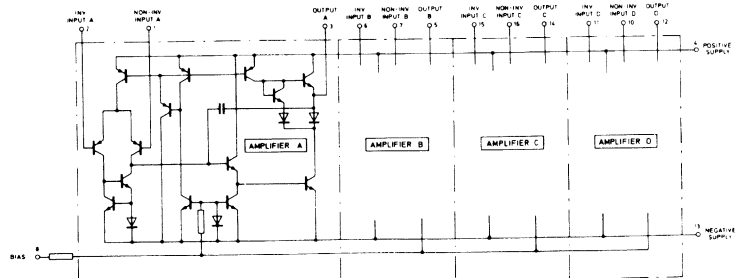 INV INPUT A
2
NON-INV INPUT A
1
OUTPUT A
3
INV INPUT B
6
NON-INV INPUT B
7
OUTPUT B
5
INV INPUT C
15
NON-INV INPUT C
16
OUTPUT C
14
INV INPUT D
11
NON-INV INPUT D
10
OUTPUT D
12
4
POSITIVE SUPPLY
AMPLIFIER A
AMPLIFIER B
AMPLIFIER C
AMPLIFIER D
13
NEGATIVE SUPPLY
BIAS
8